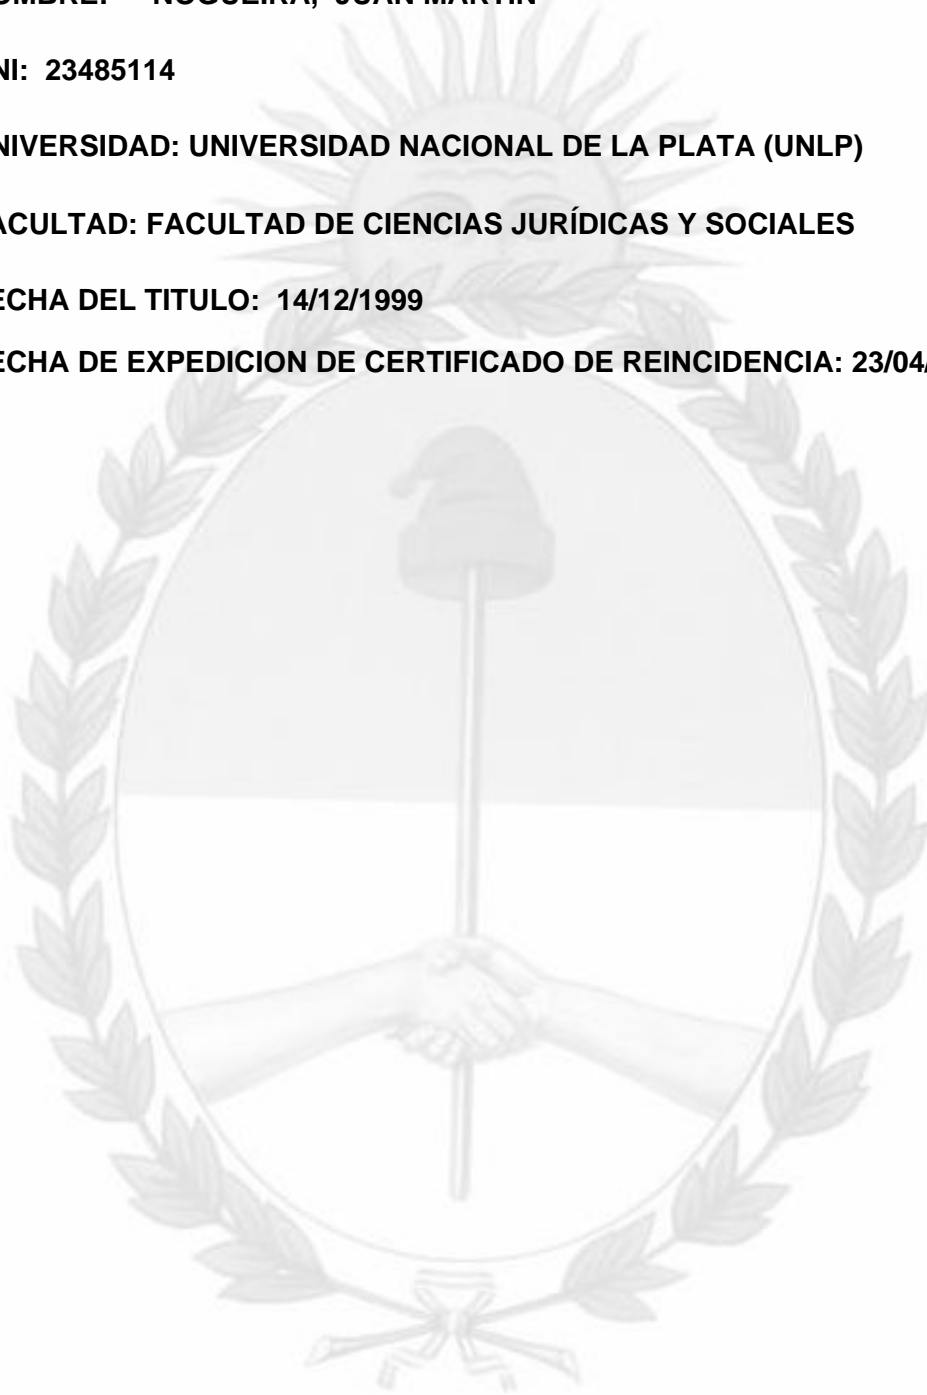 OMBRE: NOGUEIRA, JUAN MARTIN
NI: 23485114
NIVERSIDAD: UNIVERSIDAD NACIONAL DE LA PLATA (UNLP)
ACULTAD: FACULTAD DE CIENCIAS JURÍDICAS Y SOCIALES
ECHA DEL TITULO: 14/12/1999
ECHA DE EXPEDICION DE CERTIFICADO DE REINCIDENCIA: 23/04/